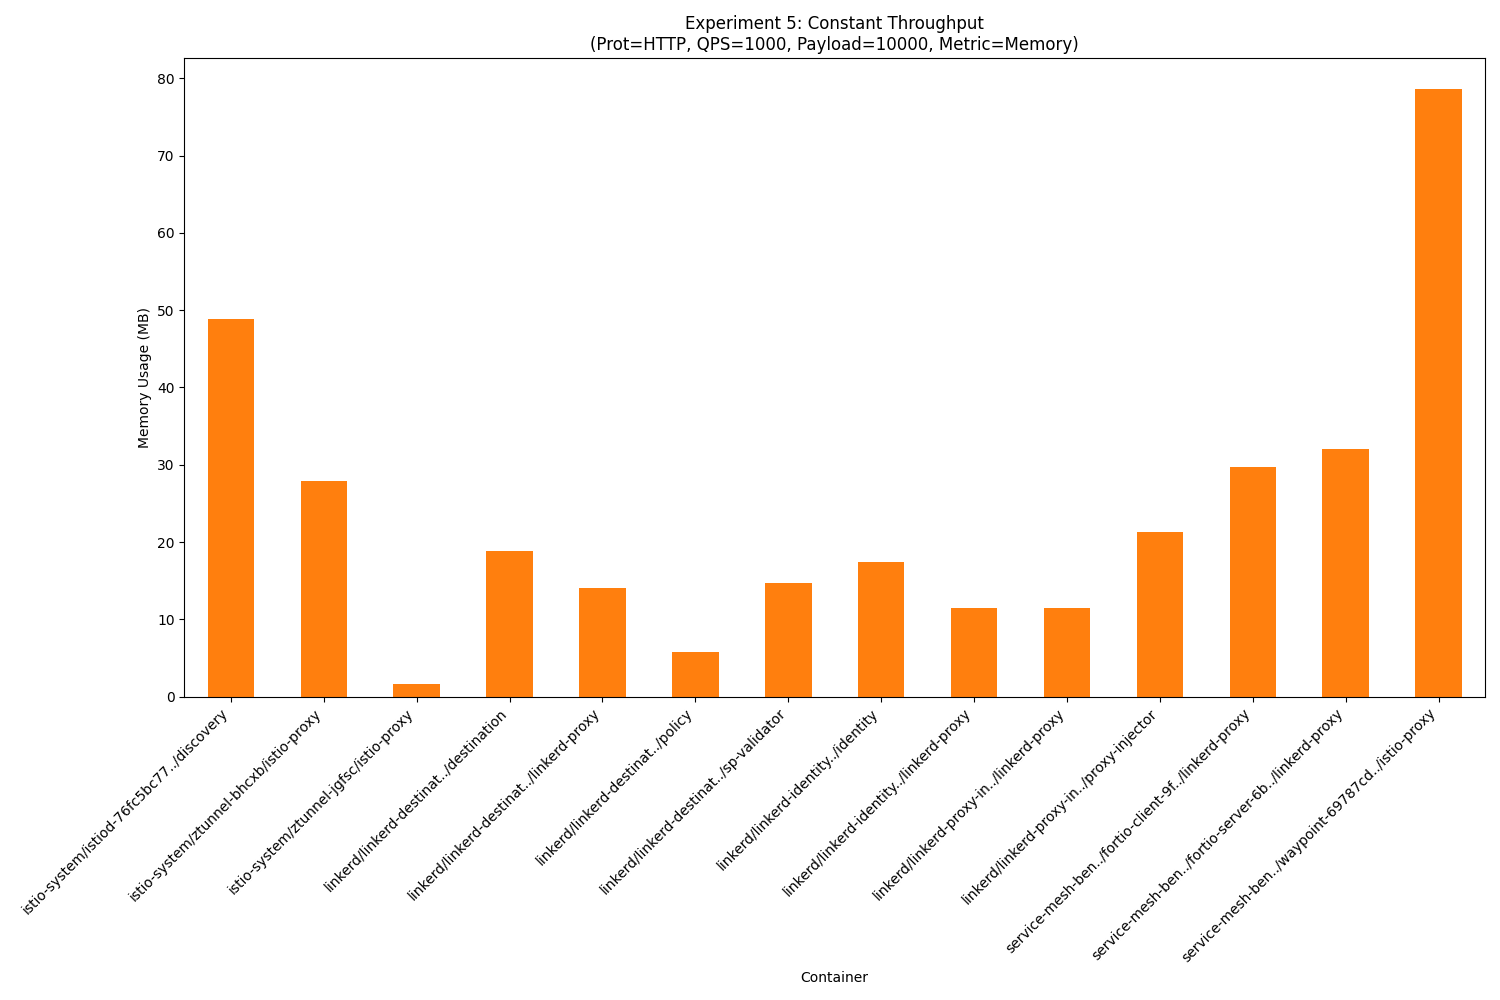 Experiment 5: Constant Throughput
(Prot=HTTP, QPS=1000, Payload=10000, Metric=Memory)
Memory Usage (MB)
80
70
60
50
40
30
20
10
0
istio-system/istiod-76fc5bc77../discovery
istio-system/ztunnel-bhcxb/istio-proxy
istio-system/ztunnel-jgfsc/istio-proxy
linkerd/linkerd-destinat../destination
linkerd/linkerd-destinat../linkerd-proxy
linkerd/linkerd-destinat../policy
linkerd/linkerd-destinat../sp-validator
linkerd/linkerd-identity../identity
linkerd/linkerd-identity../linkerd-proxy
linkerd/linkerd-proxy-in../linkerd-proxy
linkerd/linkerd-proxy-in../proxy-injector
service-mesh-ben../fortio-client-9f../linkerd-proxy
service-mesh-ben../fortio-server-6b../linkerd-proxy
service-mesh-ben../waypoint-69787cd../istio-proxy
Container